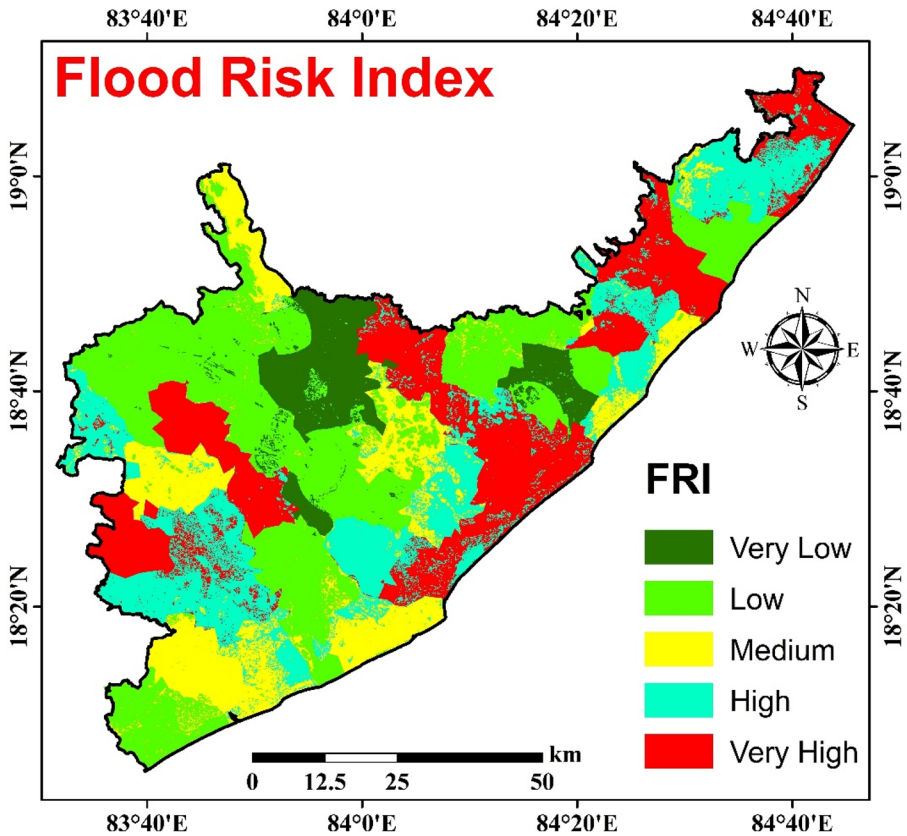 83°40'E 84°0'E 84°20'E 84°40'E
Flood Risk Index
19°0'N 19°0'N
N
W E
S
18°40'N 18°40'N
FRI
Very Low
Low
18°20'N 18°20'N
Medium
High
Very High
km
0 12.5 25 50
83°40'E 84°0'E 84°20'E 84°40'E